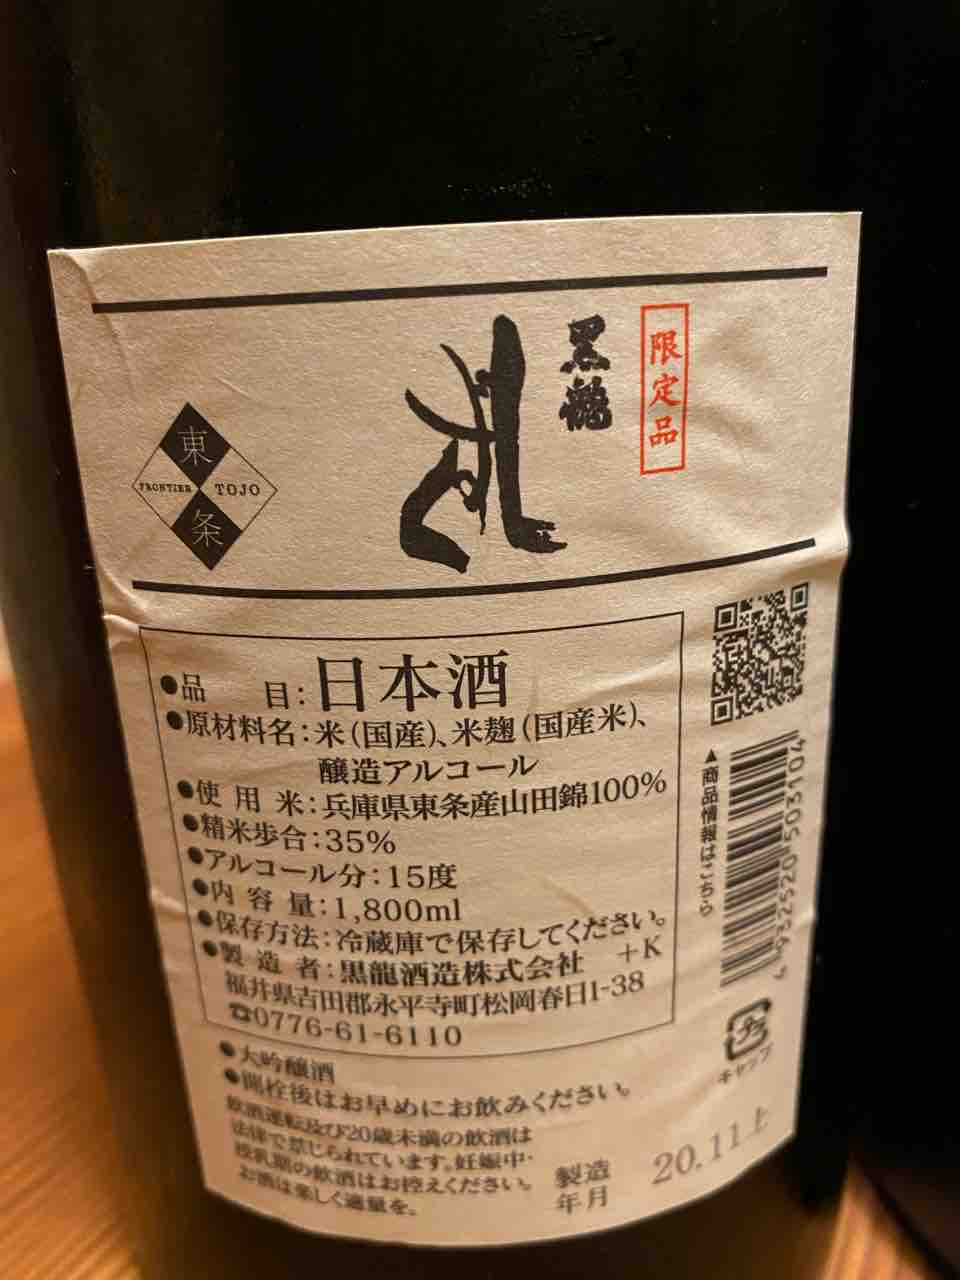 限定品
黒龍
東
FRONTIER TOJO
条
●品 目：日本酒
●原材料名：米（国産）、米麹（国産米）、
醸造アルコール
●使用米：兵庫県東条産山田錦100%
●精米歩合：35%
●アルコール分：15度
●内容量：1,800ml
●保存方法：冷蔵庫で保存してください。
●製造者：黒龍酒造株式会社 +K
福井県吉田郡永平寺町松岡春日1-38
☎0776-61-6110
▲商品情報はこちら
4 932520 503104
キャップ
●大吟醸酒
●開栓後はお早めにお飲みください。
飲酒運転及び20歳未満の飲酒は
法律で禁じられています。妊娠中・
授乳期の飲酒はお控えください。
お酒は楽しく適量を。
製造
年月
20.11上